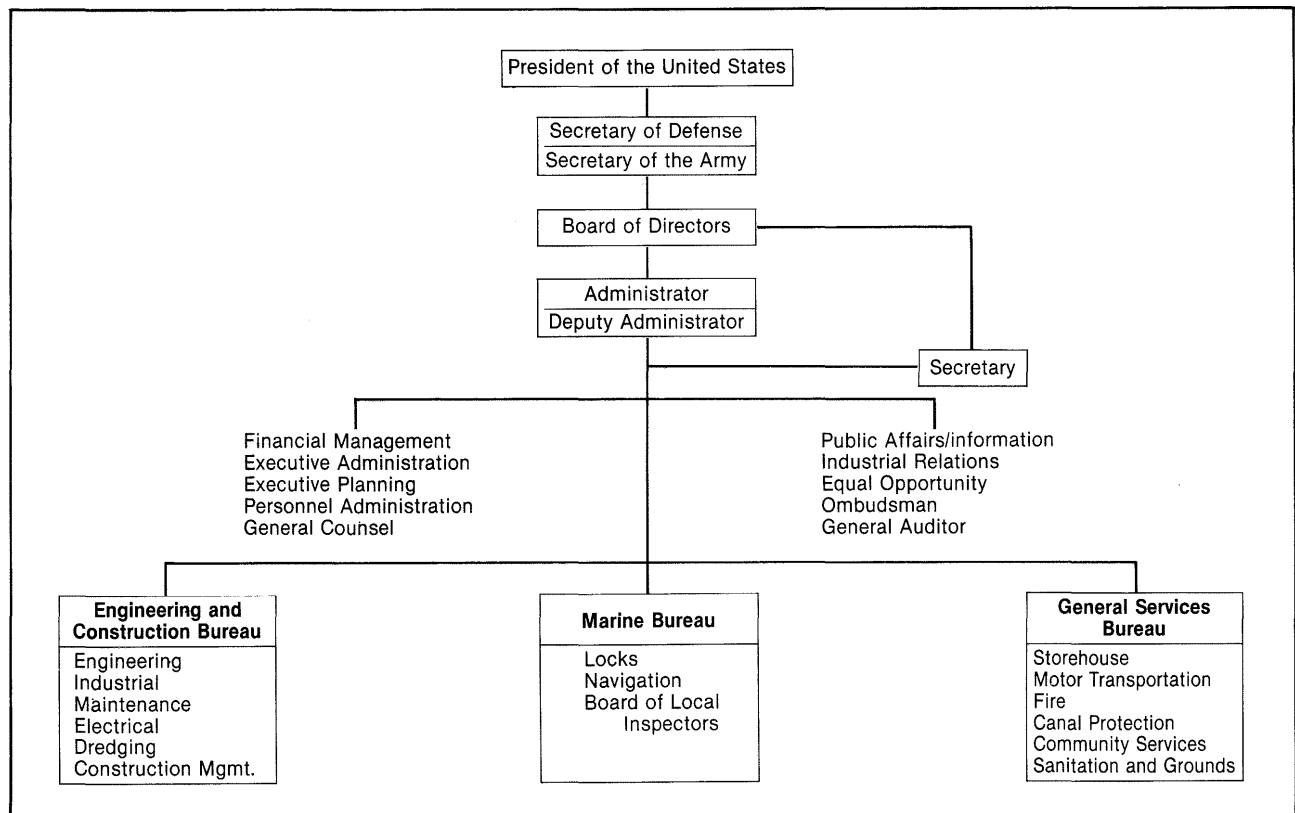 President of the United States
Secretary of Defense
Secretary of the Army
Board of Directors
Administrator
Deputy Administrator
Secretary
Financial Management
Executive Administration
Executive Planning
Personnel Administration
General Counsel
Public Affairs/information
Industrial Relations
Equal Opportunity
Ombudsman
General Auditor
Engineering and
Construction Bureau
Engineering
Industrial
Maintenance
Electrical
Dredging
Construction Mgmt.
Marine Bureau
Locks
Navigation
Board of Local
Inspectors
General Services
Bureau
Storehouse
Motor Transportation
Fire
Canal Protection
Community Services
Sanitation and Grounds